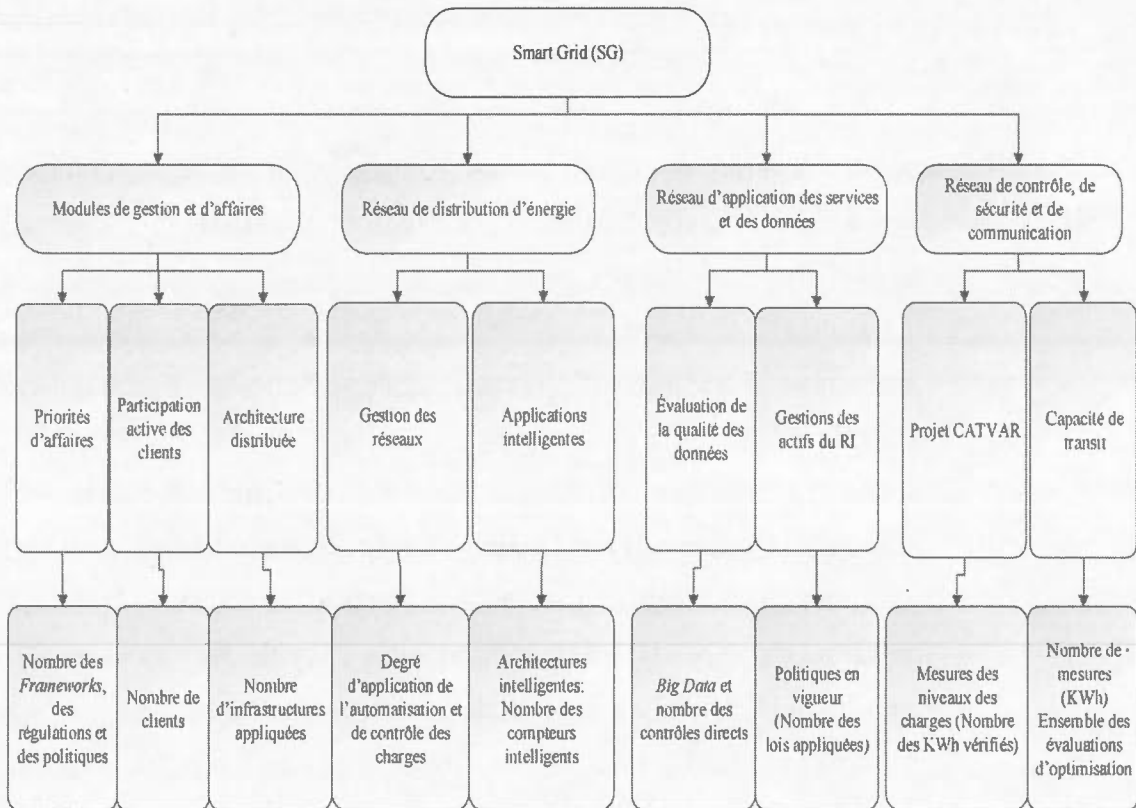 Smart Grid (SG)
Modules de gestion et d'affaires
Réseau de distribution d'énergie
Réseau d'application des services
et des données
Réseau de contrôle, de
sécurité et de
communication
Priorités
d'affaires
Participation
active des
clients
Architecture
distribuée
Gestion des
réseaux
Applications
intelligentes
Évaluation de
la qualité des
données
Gestions des
actifs du RI
Projet CATVAR
Capacité de
transit
Nombre des
Frameworks,
des
régulations et
des politiques
Nombre de
clients
Nombre
d'infrastructures
appliquées
Degré
d'application de
l'automatisation et
de contrôle des
charges
Architectures
intelligentes:
Nombre des
compteurs
intelligents
Big Data et
nombre des
contrôles directs
Politiques en
vigueur
(Nombre des
lois appliquées)
Mesures des
niveaux des
charges (Nombre
des KWh vérifiés)
Nombre de
mesures
(KWh)
Ensemble des
évaluations
d'optimisation